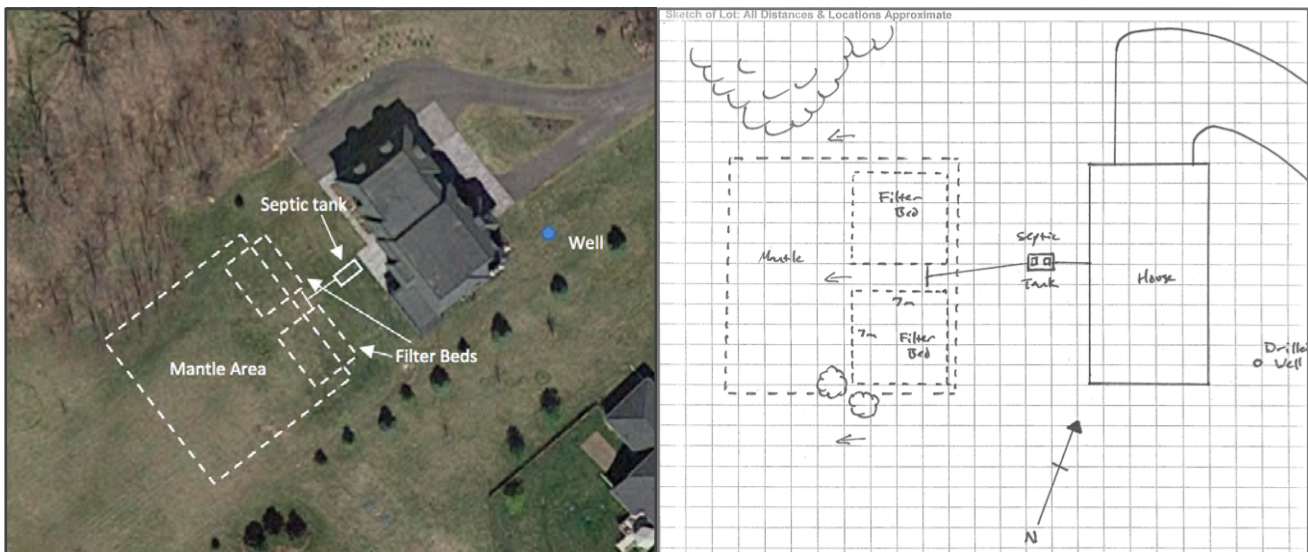 Septic tank
Well
Filter Beds
Mantle Area
Sketch of Lot: All Distances & Locations Approximate
Filter
Bed
Septic
Mantle
Tank
House
7m
7m
Filter
Bed
Drilled
Well
N